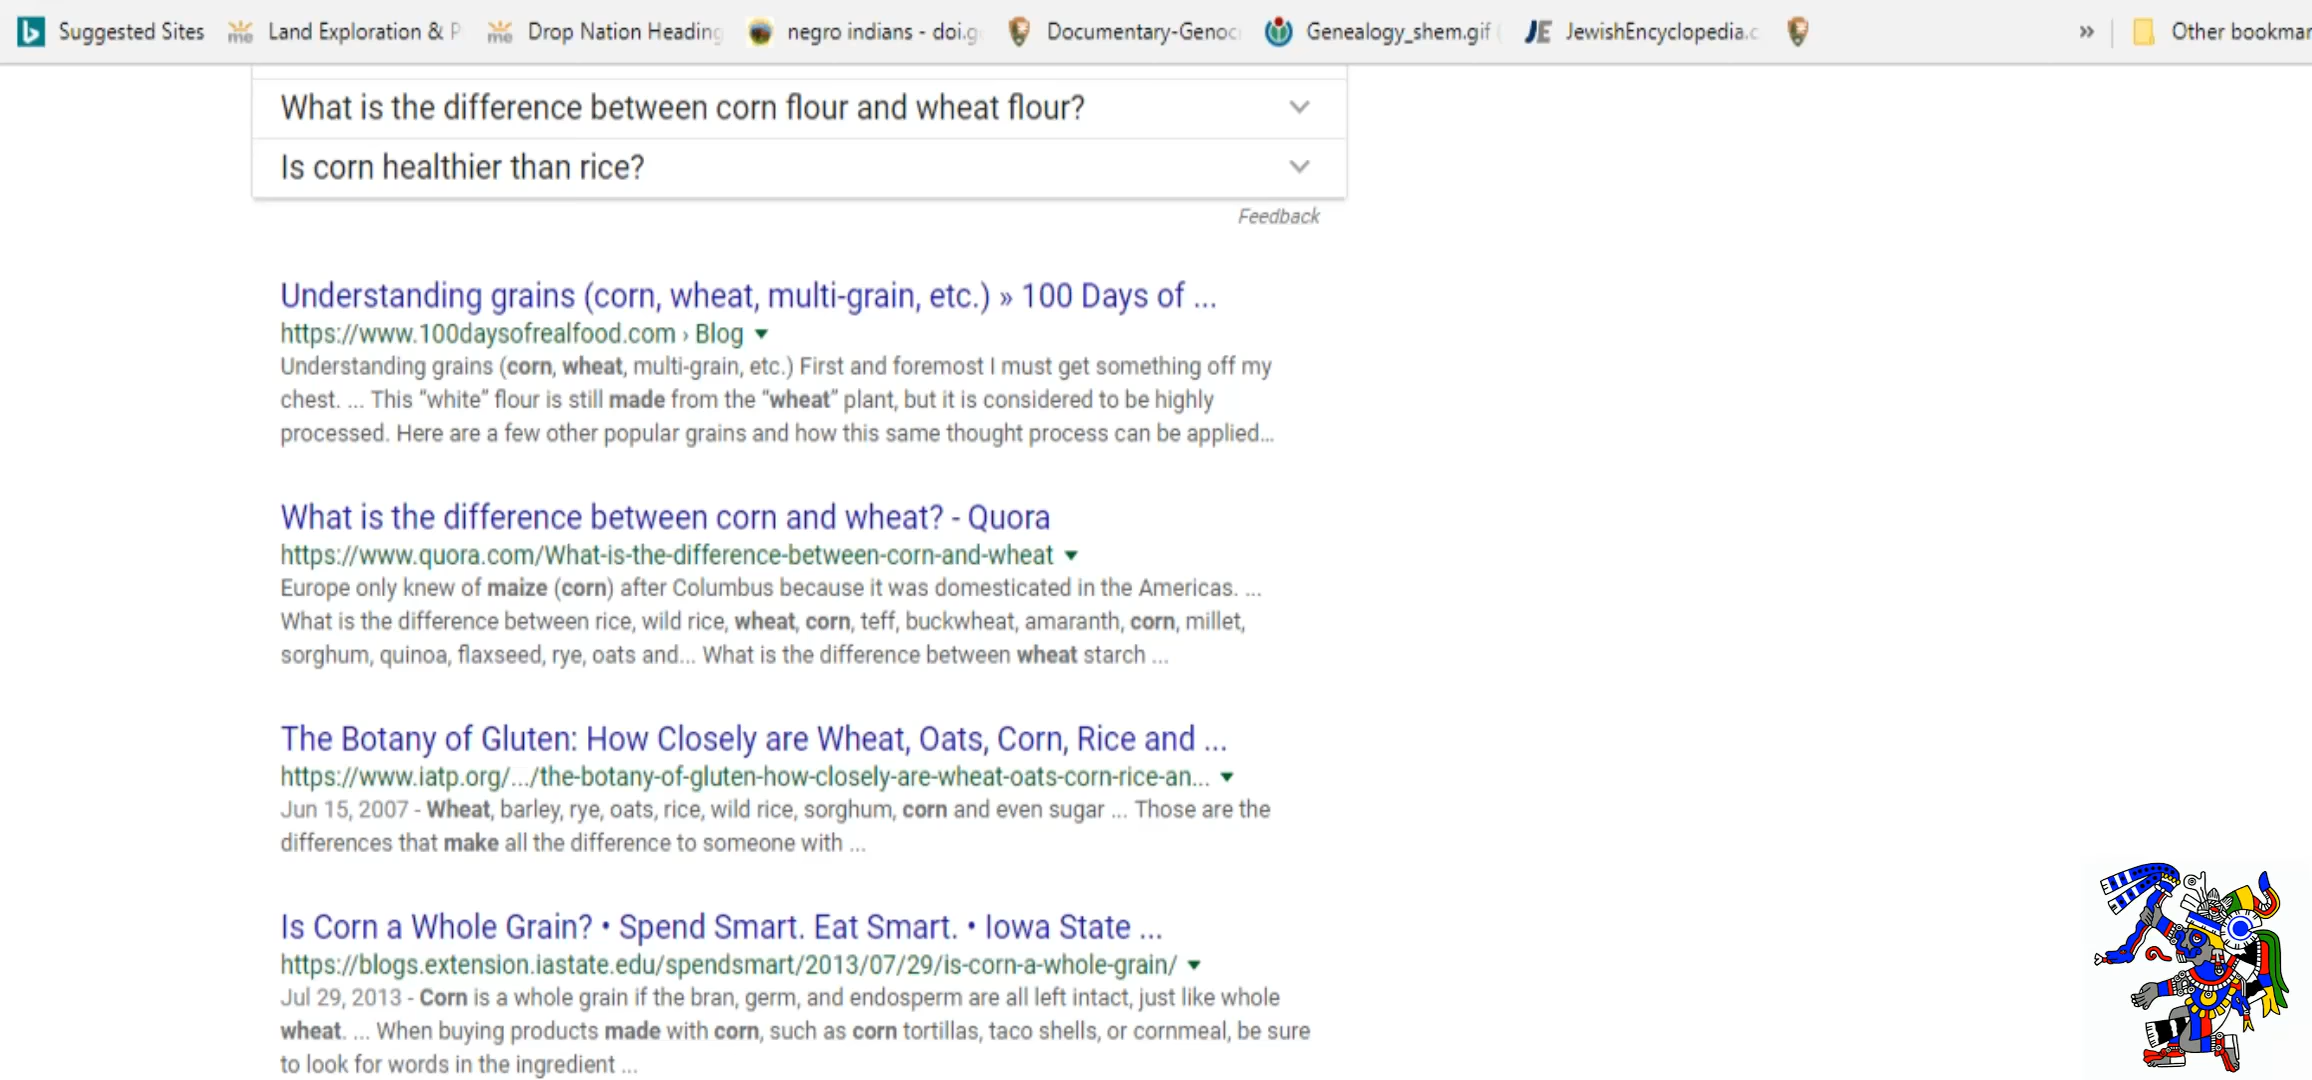 Suggested Sites Land Exploration & P Drop Nation Heading negro indians - doi.g Documentary-Genoc Genealogy_shem.gif JewishEncyclopedia.c » Other bookmar
What is the difference between corn flour and wheat flour?
Is corn healthier than rice?
Feedback
Understanding grains (corn, wheat, multi-grain, etc.) » 100 Days of ...
https://www.100daysofrealfood.com › Blog
Understanding grains (corn, wheat, multi-grain, etc.) First and foremost I must get something off my
chest. ... This "white" flour is still made from the "wheat" plant, but it is considered to be highly
processed. Here are a few other popular grains and how this same thought process can be applied...
What is the difference between corn and wheat? - Quora
https://www.quora.com/What-is-the-difference-between-corn-and-wheat
Europe only knew of maize (corn) after Columbus because it was domesticated in the Americas. ...
What is the difference between rice, wild rice, wheat, corn, teff, buckwheat, amaranth, corn, millet,
sorghum, quinoa, flaxseed, rye, oats and... What is the difference between wheat starch ...
The Botany of Gluten: How Closely are Wheat, Oats, Corn, Rice and ...
https://www.iatp.org/.../the-botany-of-gluten-how-closely-are-wheat-oats-corn-rice-an...
Jun 15, 2007 - Wheat, barley, rye, oats, rice, wild rice, sorghum, corn and even sugar ... Those are the
differences that make all the difference to someone with ...
Is Corn a Whole Grain? • Spend Smart. Eat Smart. • Iowa State ...
https://blogs.extension.iastate.edu/spendsmart/2013/07/29/is-corn-a-whole-grain/
Jul 29, 2013 - Corn is a whole grain if the bran, germ, and endosperm are all left intact, just like whole
wheat. ... When buying products made with corn, such as corn tortillas, taco shells, or cornmeal, be sure
to look for words in the ingredient ...